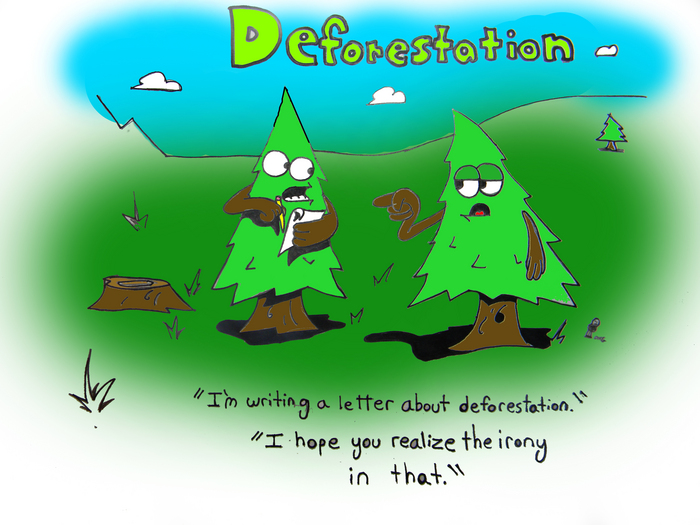 Deforestation
"I'm writing a letter about deforestation."
"I hope you realize the irony
in that."